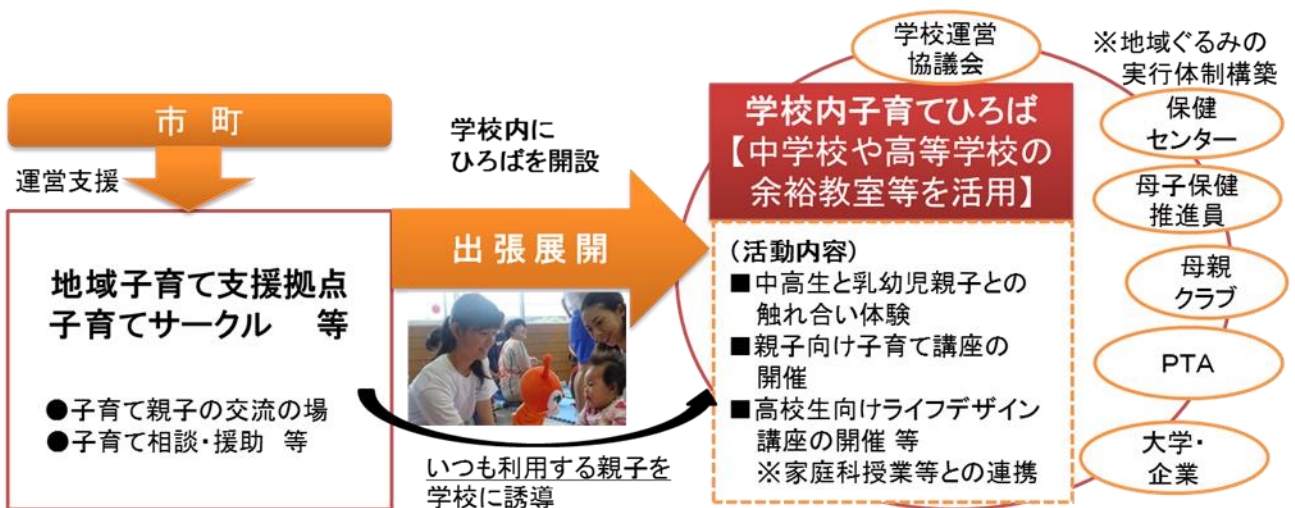 市 町
運営支援
地域子育て支援拠点
子育てサークル 等
●子育て親子の交流の場
●子育て相談・援助 等
学校内に
ひろばを開設
出張展開
いつも利用する親子を
学校に誘導
学校運営
協議会
※地域ぐるみの
実行体制構築
学校内子育てひろば
【中学校や高等学校の
余裕教室等を活用】
(活動内容)
■中高生と乳幼児親子との
触れ合い体験
■親子向け子育て講座の
開催
■高校生向けライフデザイン
講座の開催 等
※家庭科授業等との連携
保健
センター
母子保健
推進員
母親
クラブ
PTA
大学・
企業